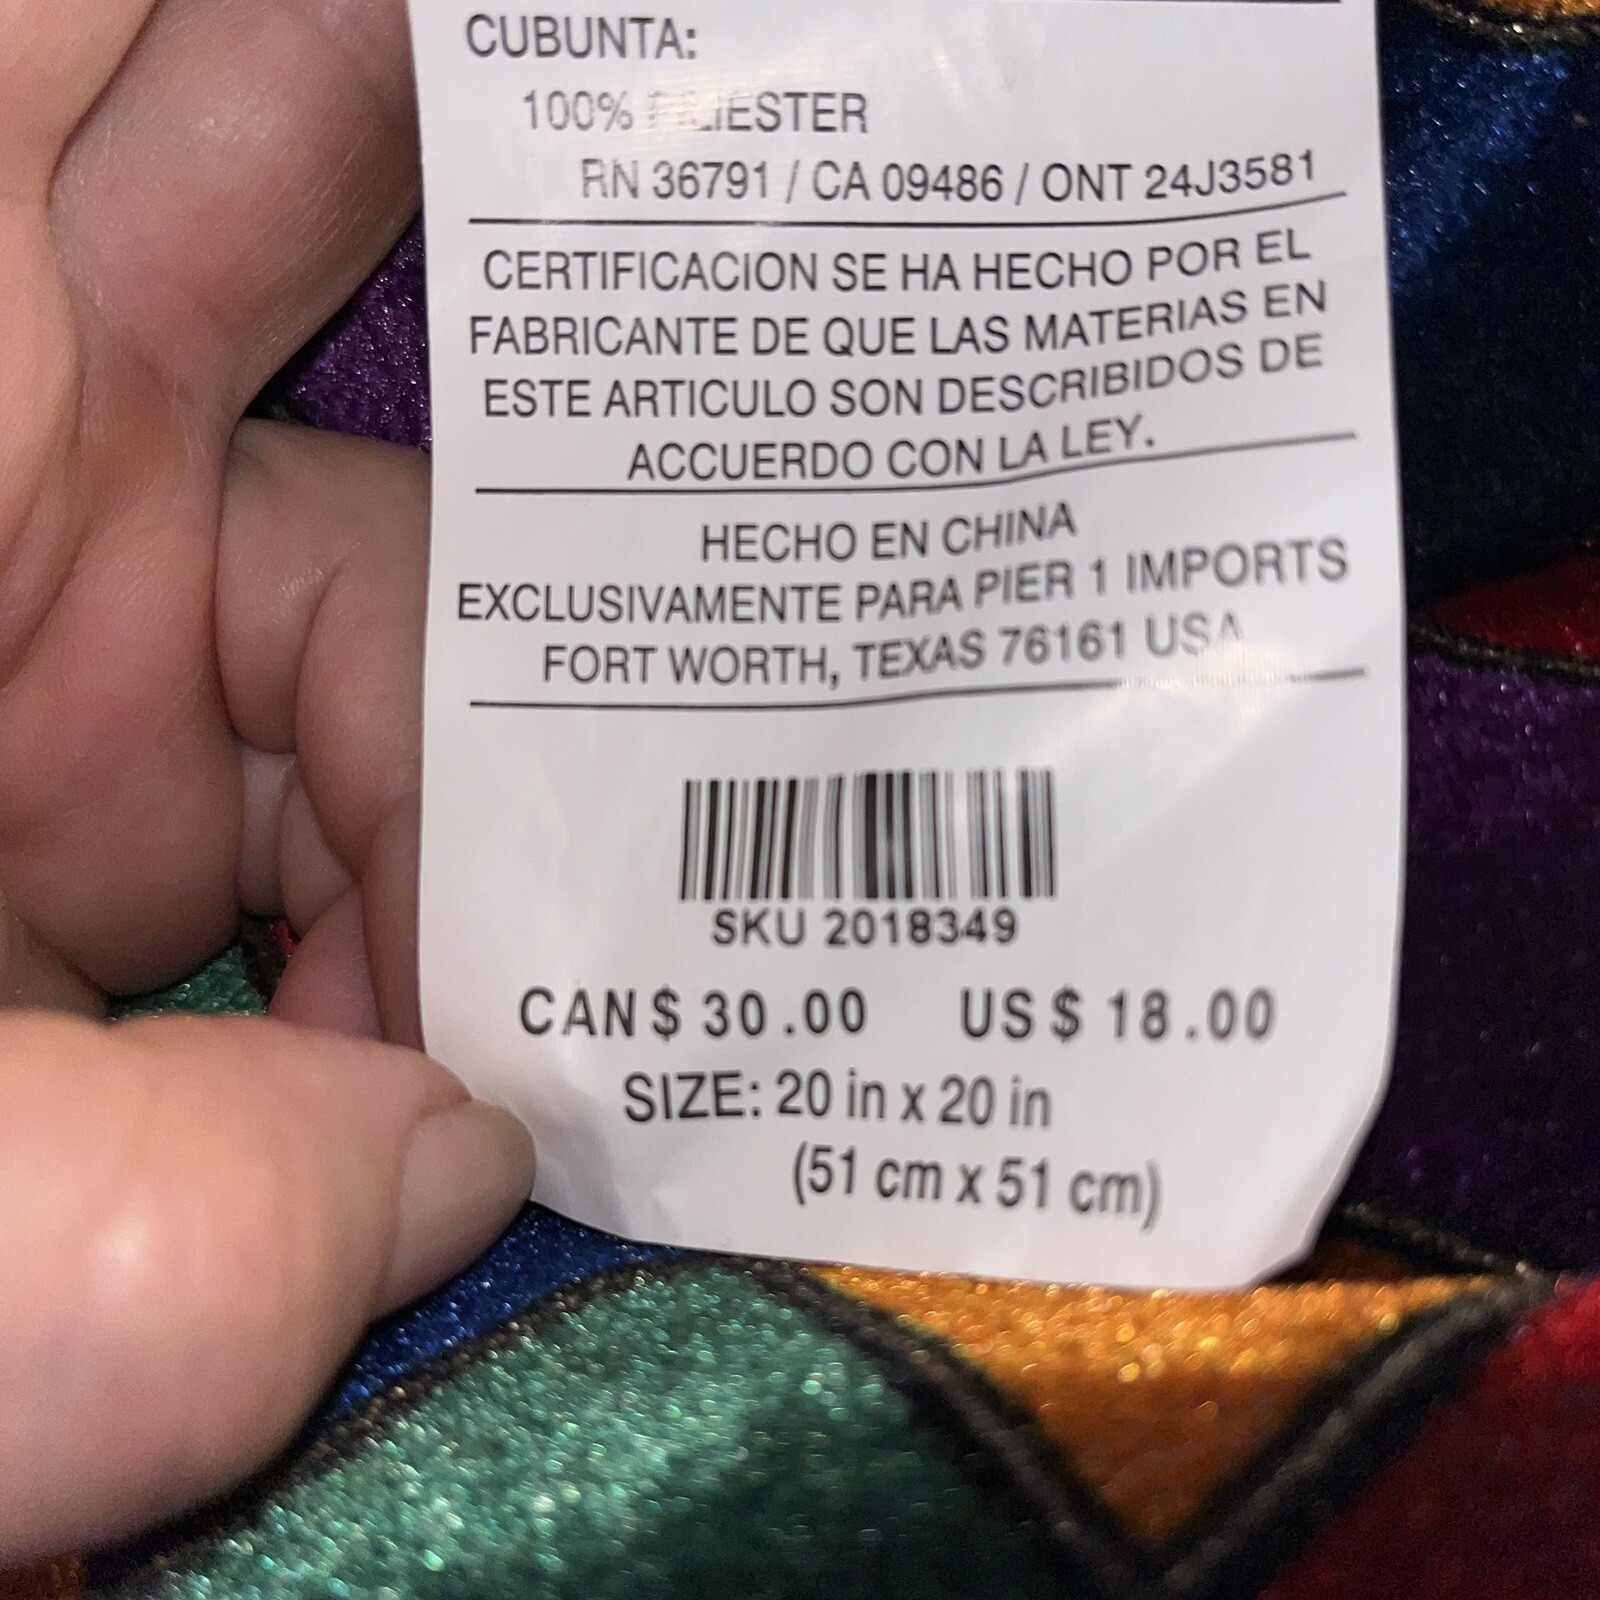 CUBUNTA:
100% POLIESTER
RN 36791 / CA 09486 / ONT 24J3581
CERTIFICACION SE HA HECHO POR EL
FABRICANTE DE QUE LAS MATERIAS EN
ESTE ARTICULO SON DESCRIBIDOS DE
ACCUERDO CON LA LEY.
HECHO EN CHINA
EXCLUSIVAMENTE PARA PIER 1 IMPORTS
FORT WORTH, TEXAS 76161 USA
SKU 2018349
CAN$ 30.00 US$ 18.00
SIZE: 20 in x 20 in
(51 cm x 51 cm)